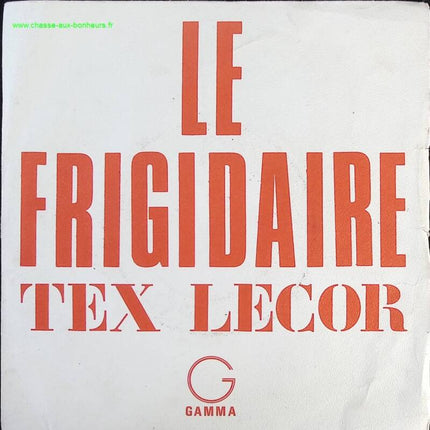 www.chasse-aux-bonheurs.fr
LE
FRIGIDAIRE
TEX LECOR
G
GAMMA